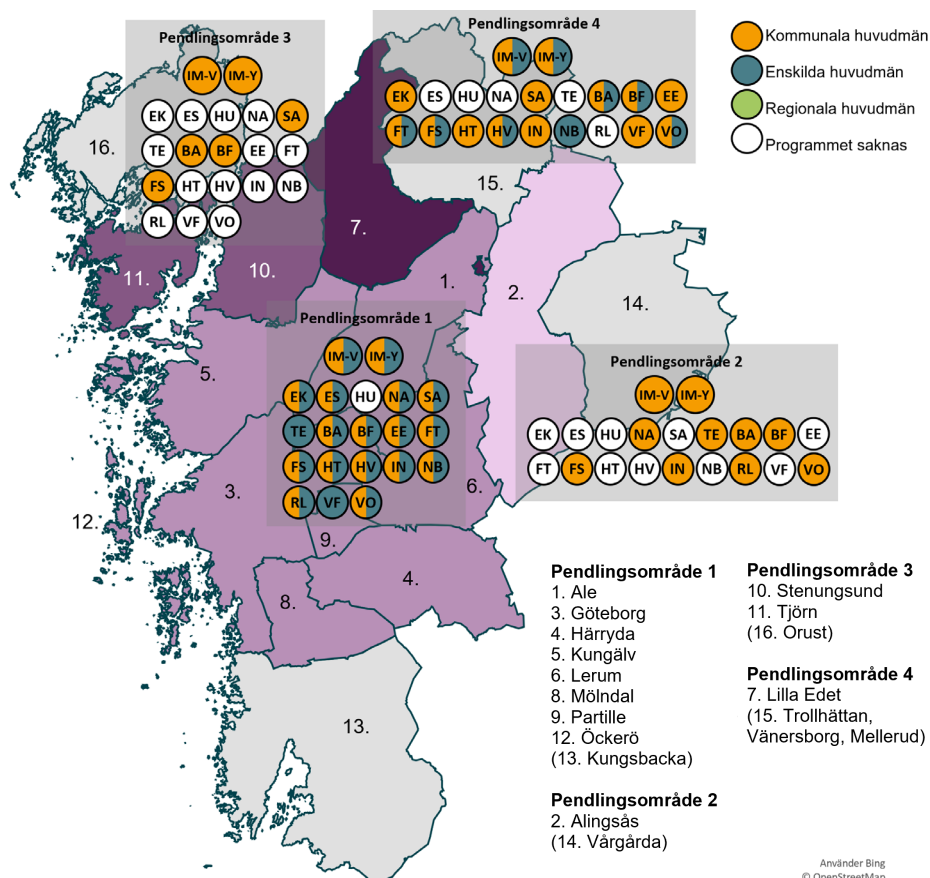 Pendlingsområde 3
IM-V IM-Y
EK ES HU NA SA
TE BA BF EE FT
FS HT HV IN NB
RL VF VO
Pendlingsområde 4
IM-V IM-Y
EK ES HU NA SA TE BA BF EE
FT FS HT HV IN NB RL VF VO
Kommunala huvudmän
Enskilda huvudmän
Regionala huvudmän
Programmet saknas
16.
15.
7.
11.
10.
1.
2.
14.
Pendlingsområde 1
IM-V IM-Y
EK ES HU NA SA
TE BA BF EE FT
FS HT HV IN NB
RL VF VO
Pendlingsområde 2
IM-V IM-Y
EK ES HU NA SA TE BA BF EE
FT FS HT HV IN NB RL VF VO
5.
3.
6.
12.
9.
4.
8.
13.
Pendlingsområde 1
1. Ale
3. Göteborg
4. Härryda
5. Kungälv
6. Lerum
8. Mölndal
9. Partille
12. Öckerö
(13. Kungsbacka)
Pendlingsområde 2
2. Alingsås
(14. Vårgårda)
Pendlingsområde 3
10. Stenungsund
11. Tjörn
(16. Orust)
Pendlingsområde 4
7. Lilla Edet
(15. Trollhättan,
Vänersborg, Mellerud)
Använder Bing
© OpenStreetMap